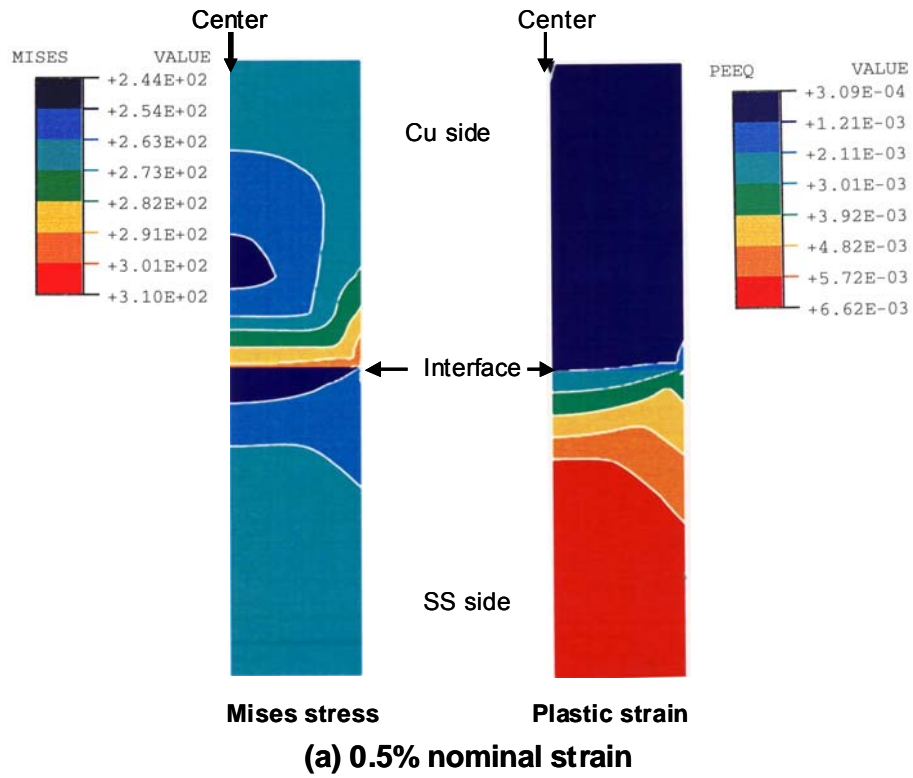 Center
Center
MISES VALUE
+2.44E+02
+2.54E+02
+2.63E+02
+2.73E+02
+2.82E+02
+2.91E+02
+3.01E+02
+3.10E+02
PEEQ VALUE
+3.09E-04
+1.21E-03
+2.11E-03
+3.01E-03
+3.92E-03
+4.82E-03
+5.72E-03
+6.62E-03
Cu side
Interface
SS side
Mises stress
Plastic strain
(a) 0.5% nominal strain